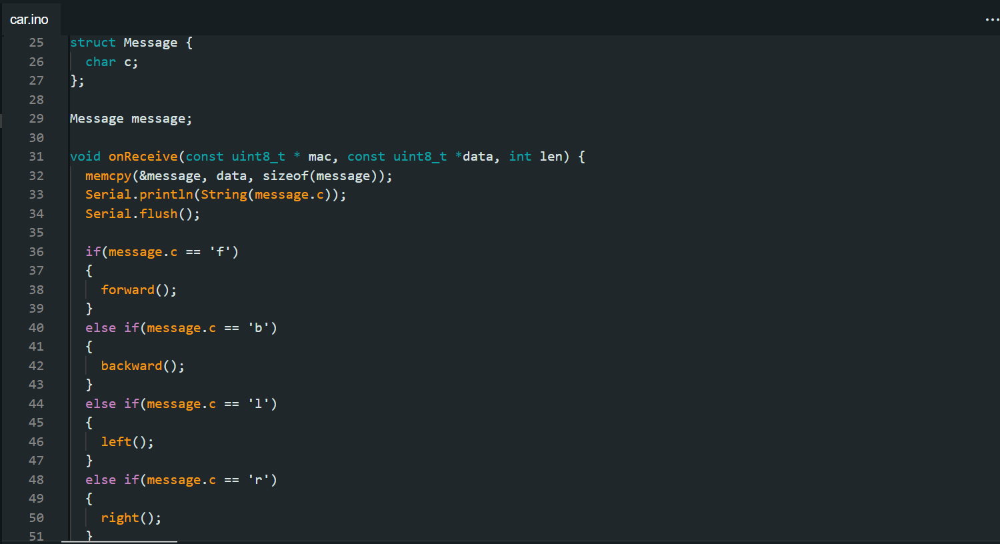 car.ino
25 struct Message {
26   char c;
27 };
28
29 Message message;
30
31 void onReceive(const uint8_t * mac, const uint8_t *data, int len) {
32   memcpy(&message, data, sizeof(message));
33   Serial.println(String(message.c));
34   Serial.flush();
35
36   if(message.c == 'f')
37   {
38     forward();
39   }
40   else if(message.c == 'b')
41   {
42     backward();
43   }
44   else if(message.c == 'l')
45   {
46     left();
47   }
48   else if(message.c == 'r')
49   {
50     right();
51   }